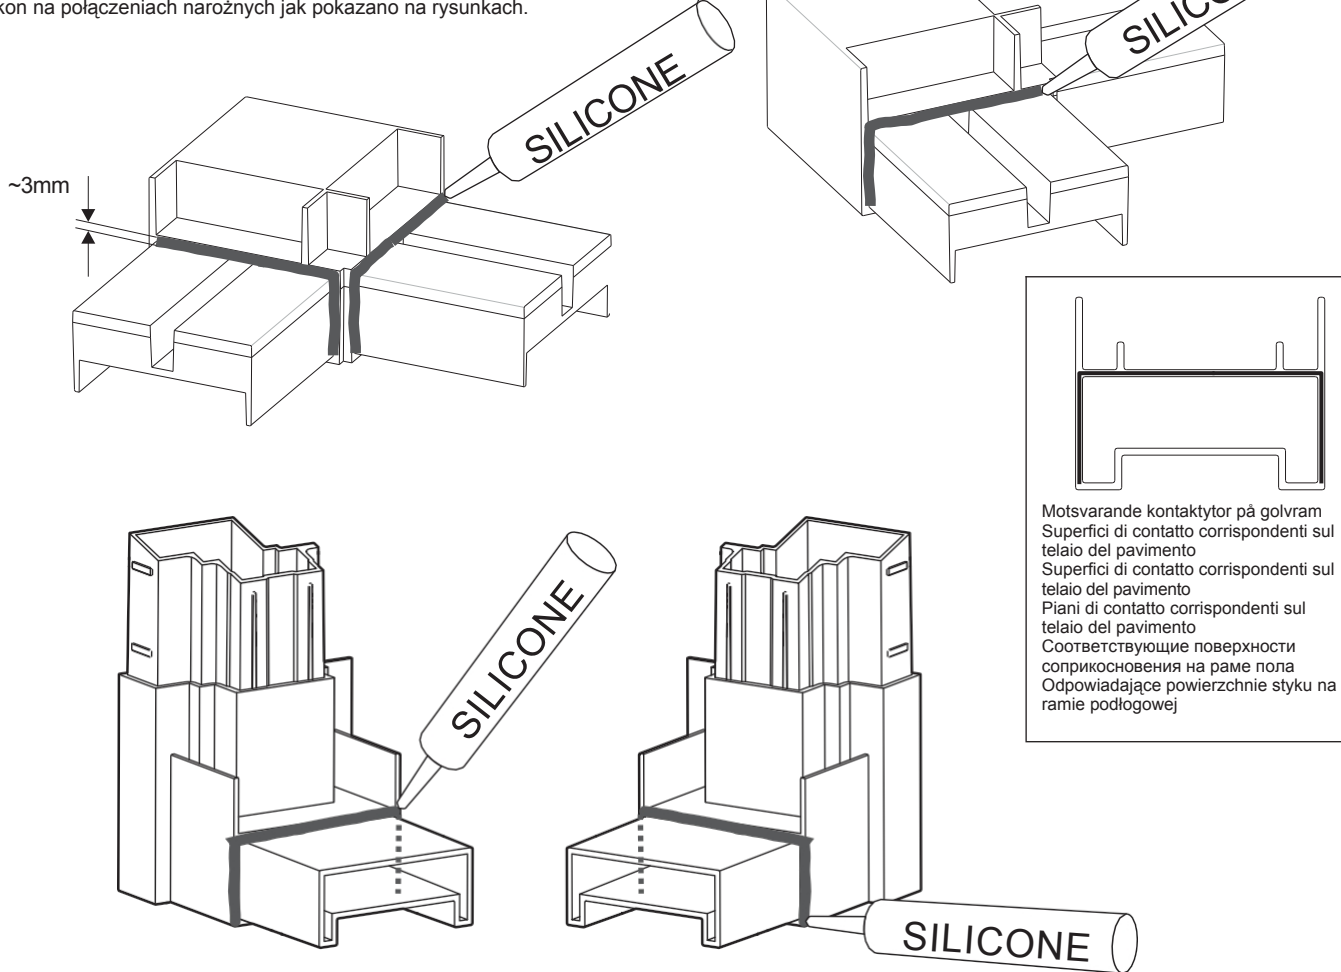 kon na połączeniach narożnych jak pokazano na rysunkach.
SILICONE
~3mm
Motsvarande kontaktytor på golvram
Superfici di contatto corrispondenti sul
telaio del pavimento
Superfici di contatto corrispondenti sul
telaio del pavimento
Piani di contatto corrispondenti sul
telaio del pavimento
Соответствующие поверхности
соприкосновения на раме пола
Odpowiadające powierzchnie styku na
ramie podłogowej
SILICONE
SILICONE